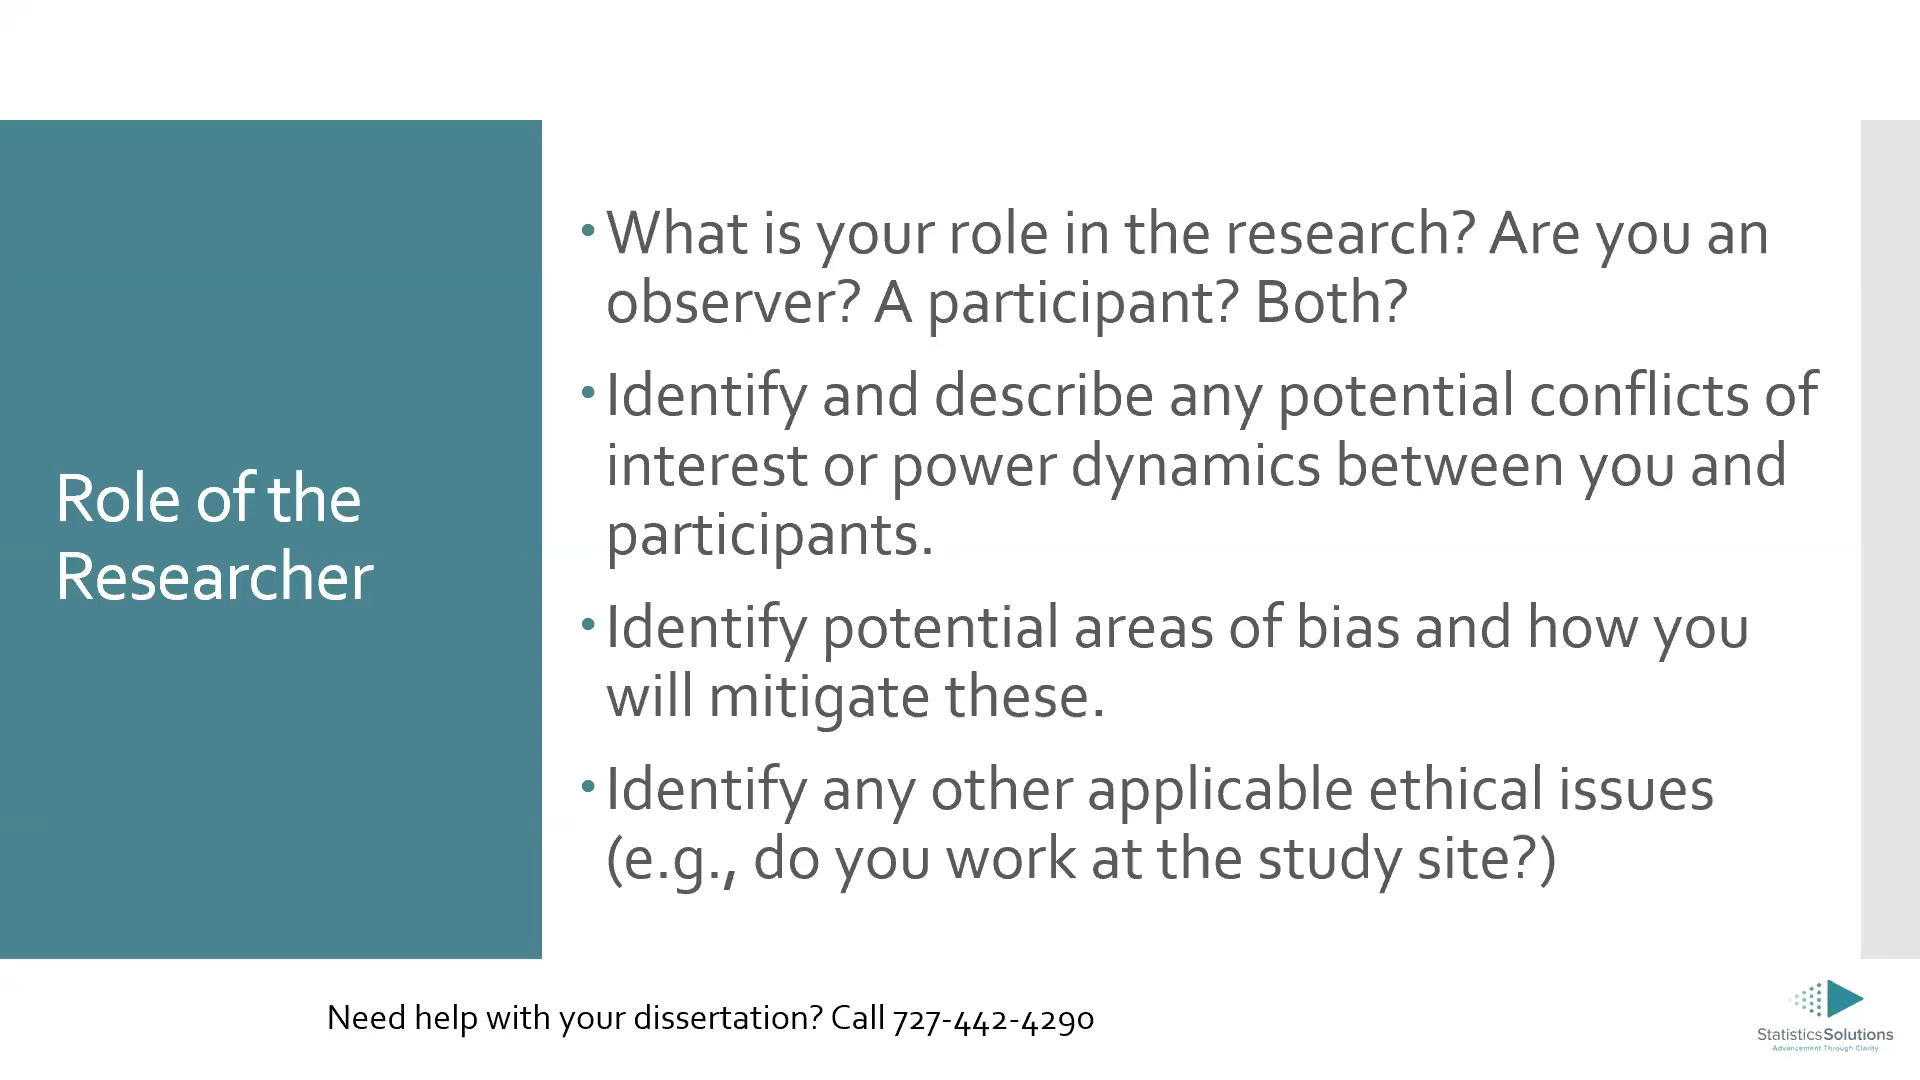 Role of the
Researcher
• What is your role in the research? Are you an
observer? A participant? Both?
• Identify and describe any potential conflicts of
interest or power dynamics between you and
participants.
• Identify potential areas of bias and how you
will mitigate these.
• Identify any other applicable ethical issues
(e.g., do you work at the study site?)
Need help with your dissertation? Call 727-442-4290
StatisticsSolutions
Advancement Through Clarity